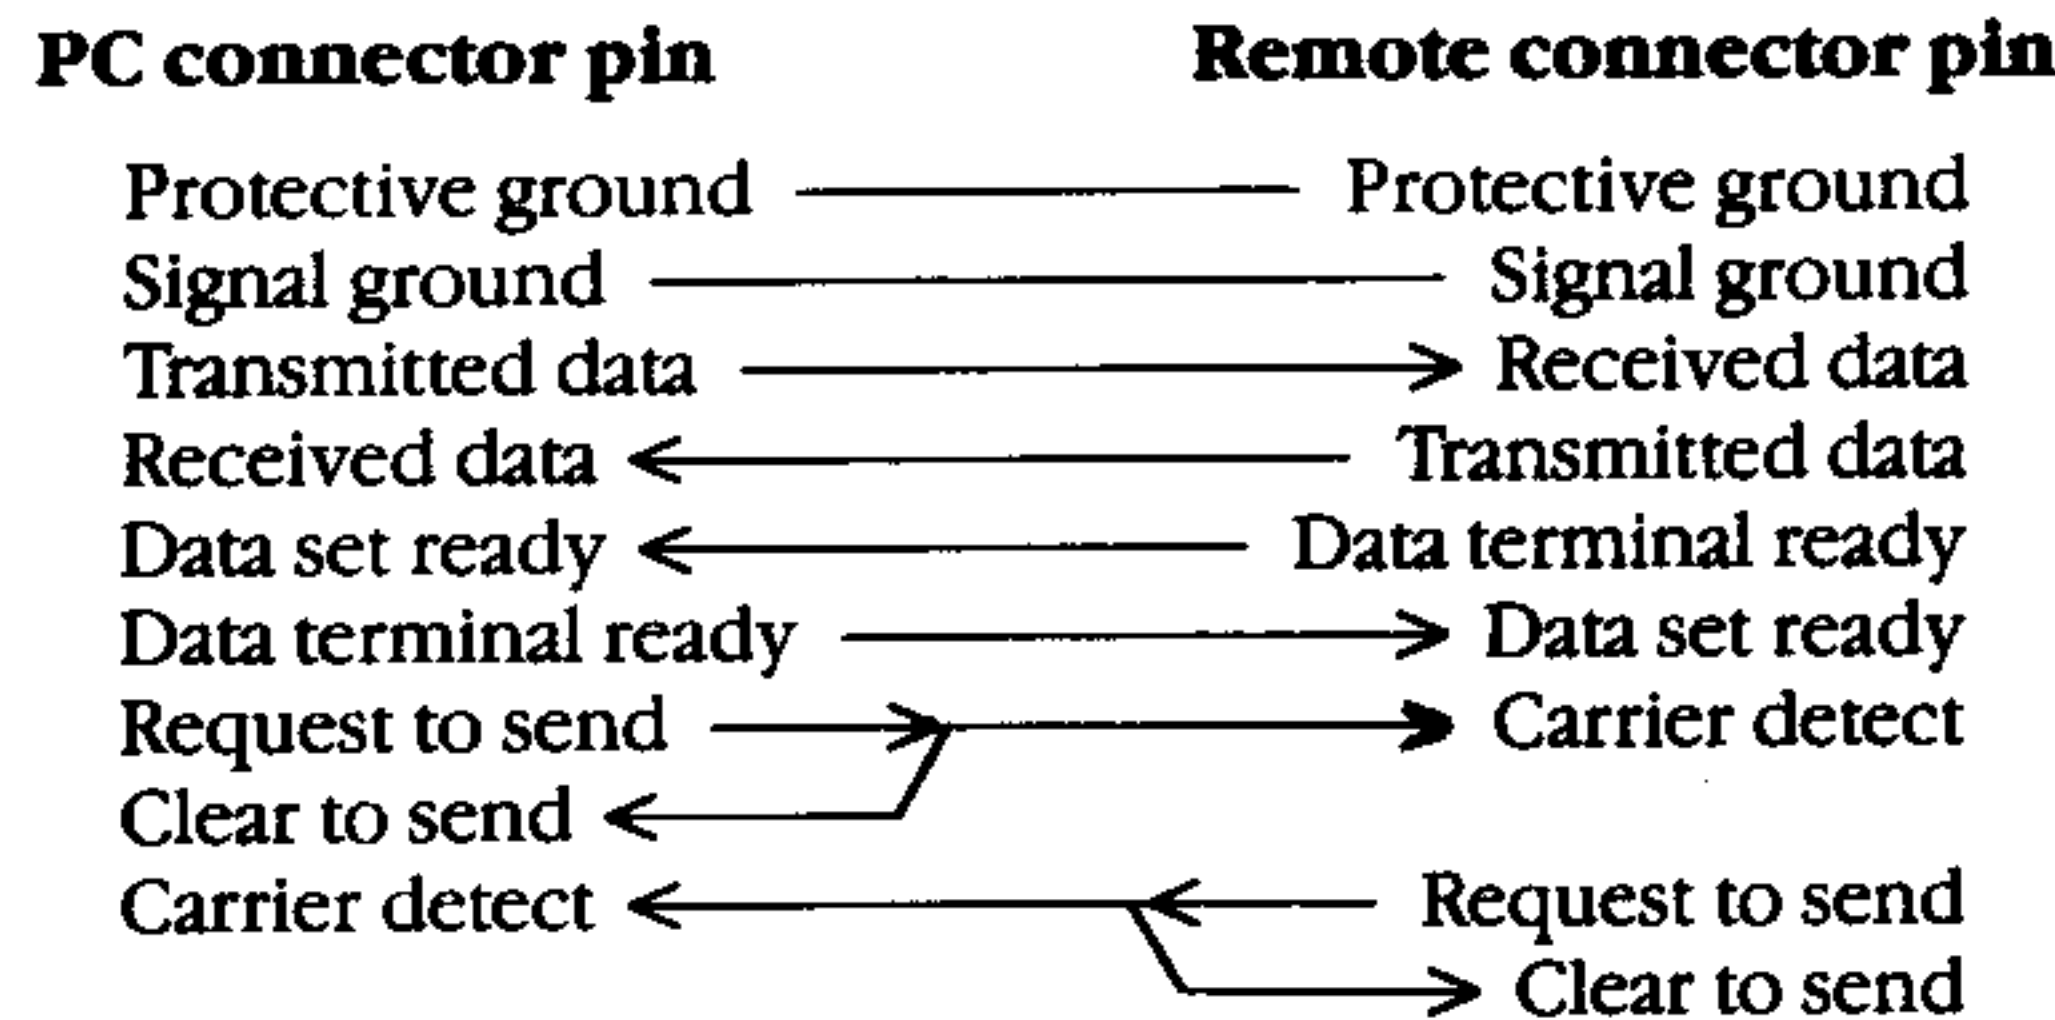 PC connector pin Remote connector pin
Protective ground Protective ground
Signal ground Signal ground
Transmitted data Received data
Received data Transmitted data
Data set ready Data terminal ready
Data terminal ready Data set ready
Request to send Carrier detect
Clear to send
Carrier detect Request to send
Clear to send